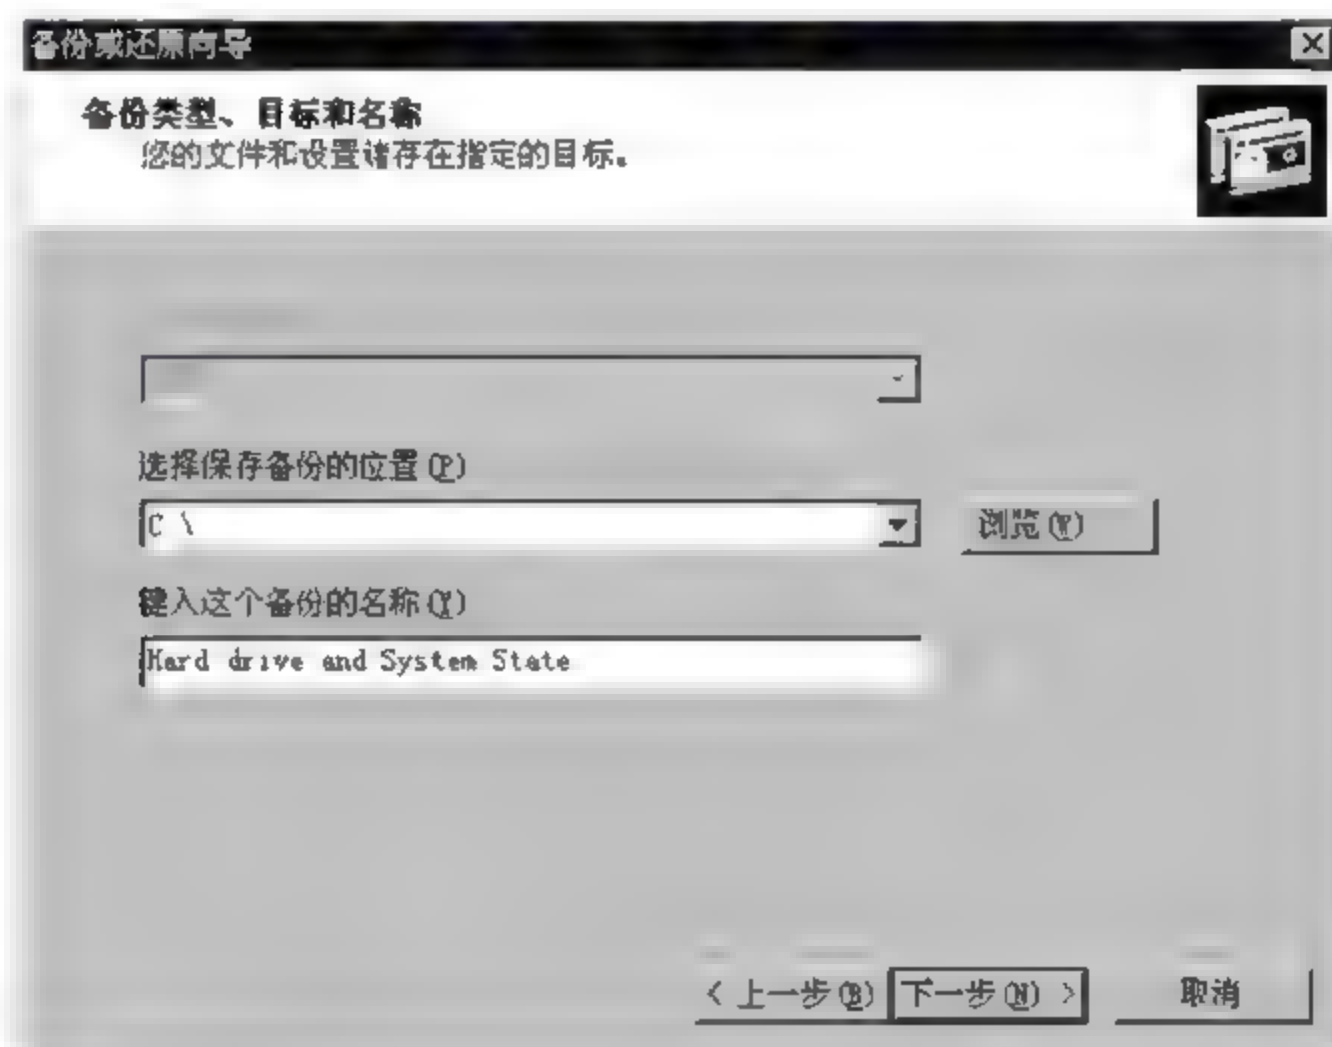 备份或还原向导
备份类型、目标和名称
您的文件和设置储存在指定的目标。
选择保存备份的位置(P)
C \
浏览(W)
键入这个备份的名称(Y)
Hard drive and System State
< 上一步(B)
下一步(N) >
取消